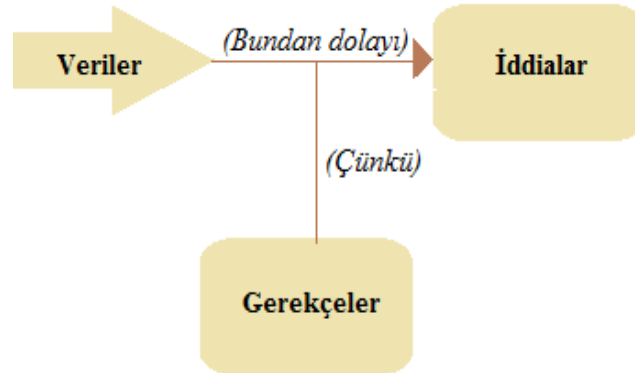 (Bundan dolayı)
Veriler
İddialar
(Çünkü)
Gerekçeler